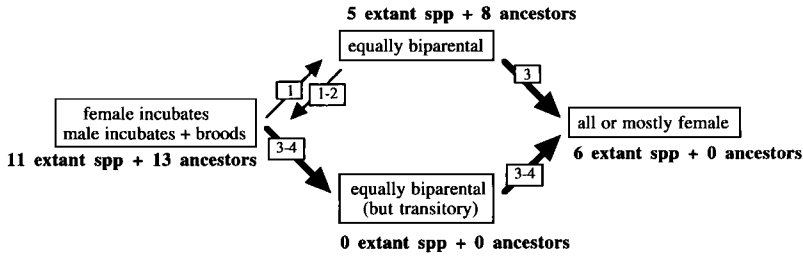 5 extant spp + 8 ancestors
equally biparental
1
1-2
3
female incubates
male incubates + broods
11 extant spp + 13 ancestors
3-4
all or mostly female
6 extant spp + 0 ancestors
3-4
equally biparental
(but transitory)
0 extant spp + 0 ancestors